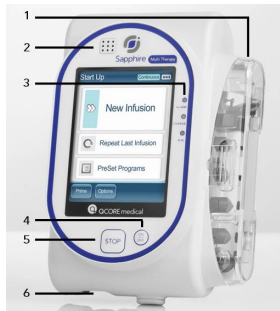 1
2
3
4
5
6
Sapphire Multi Therapy
Start Up Continuous
New Infusion
Repeat Last Infusion
PreSet Programs
Prime Options
QCORE medical
STOP